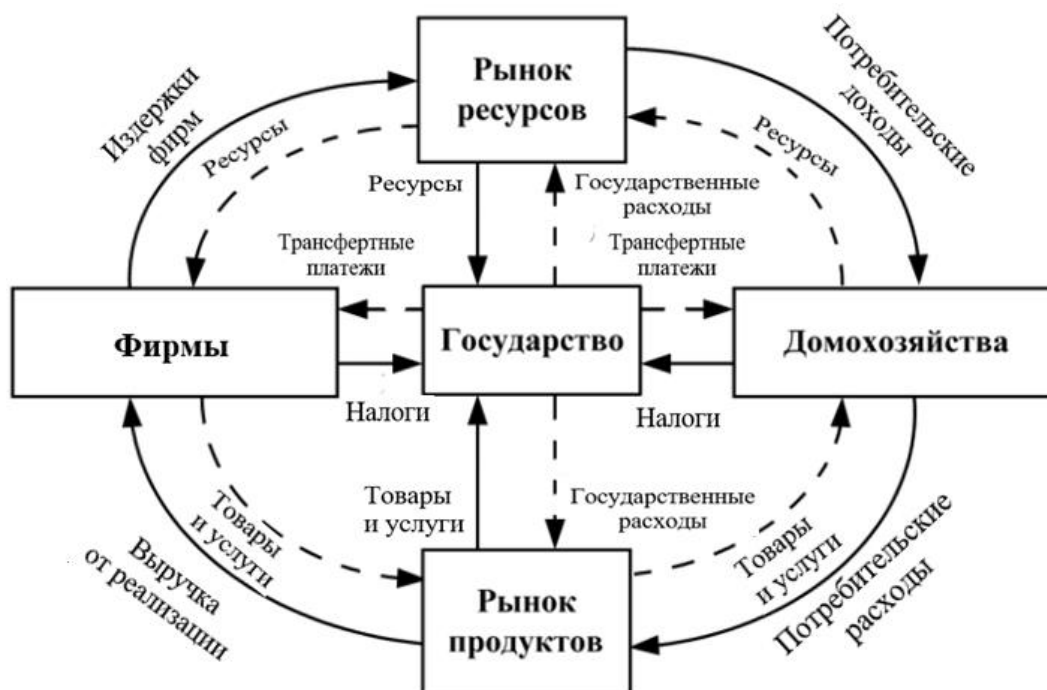 Рынок
ресурсов
Издержки
фирм
Ресурсы
Потребительские
доходы
Ресурсы
Ресурсы
Государственные
расходы
Трансфертные
платежи
Трансфертные
платежи
Фирмы
Государство
Домохозяйства
Налоги
Налоги
Товары
и услуги
Государственные
расходы
Товары
и услуги
Выручка
от реализации
Товары
и услуги
Потребительские
расходы
Рынок
продуктов